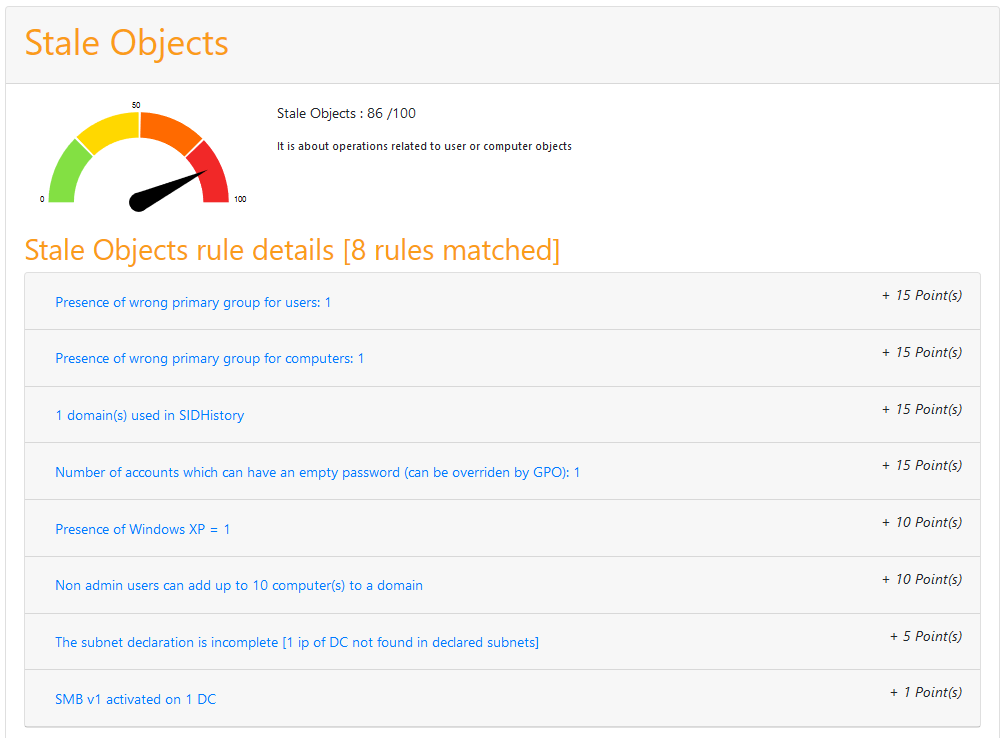 Stale Objects
50
0
100
Stale Objects : 86 /100
It is about operations related to user or computer objects
Stale Objects rule details [8 rules matched]
Presence of wrong primary group for users: 1 + 15 Point(s)
Presence of wrong primary group for computers: 1 + 15 Point(s)
1 domain(s) used in SIDHistory + 15 Point(s)
Number of accounts which can have an empty password (can be overriden by GPO): 1 + 15 Point(s)
Presence of Windows XP = 1 + 10 Point(s)
Non admin users can add up to 10 computer(s) to a domain + 10 Point(s)
The subnet declaration is incomplete [1 ip of DC not found in declared subnets] + 5 Point(s)
SMB v1 activated on 1 DC + 1 Point(s)